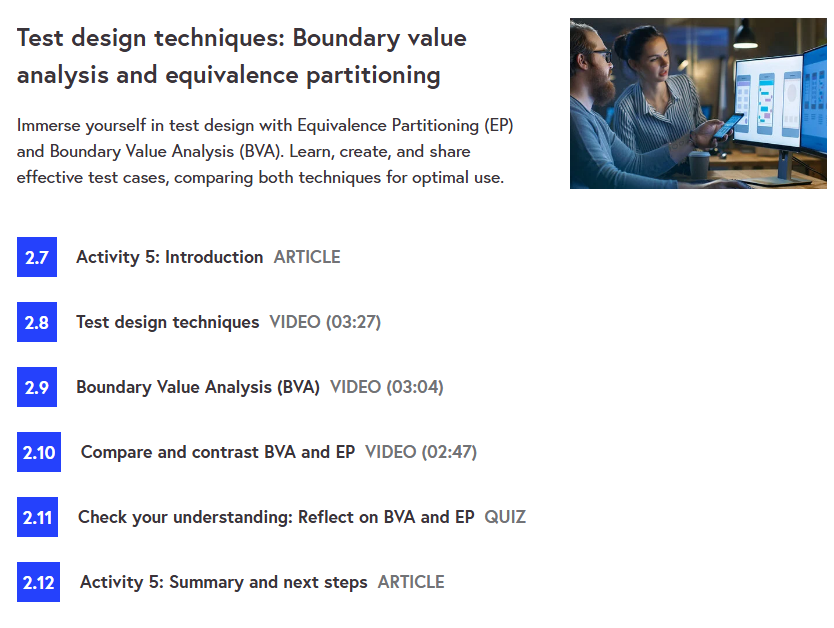 Test design techniques: Boundary value
analysis and equivalence partitioning
Immerse yourself in test design with Equivalence Partitioning (EP)
and Boundary Value Analysis (BVA). Learn, create, and share
effective test cases, comparing both techniques for optimal use.
2.7 Activity 5: Introduction ARTICLE
2.8 Test design techniques VIDEO (03:27)
2.9 Boundary Value Analysis (BVA) VIDEO (03:04)
2.10 Compare and contrast BVA and EP VIDEO (02:47)
2.11 Check your understanding: Reflect on BVA and EP QUIZ
2.12 Activity 5: Summary and next steps ARTICLE